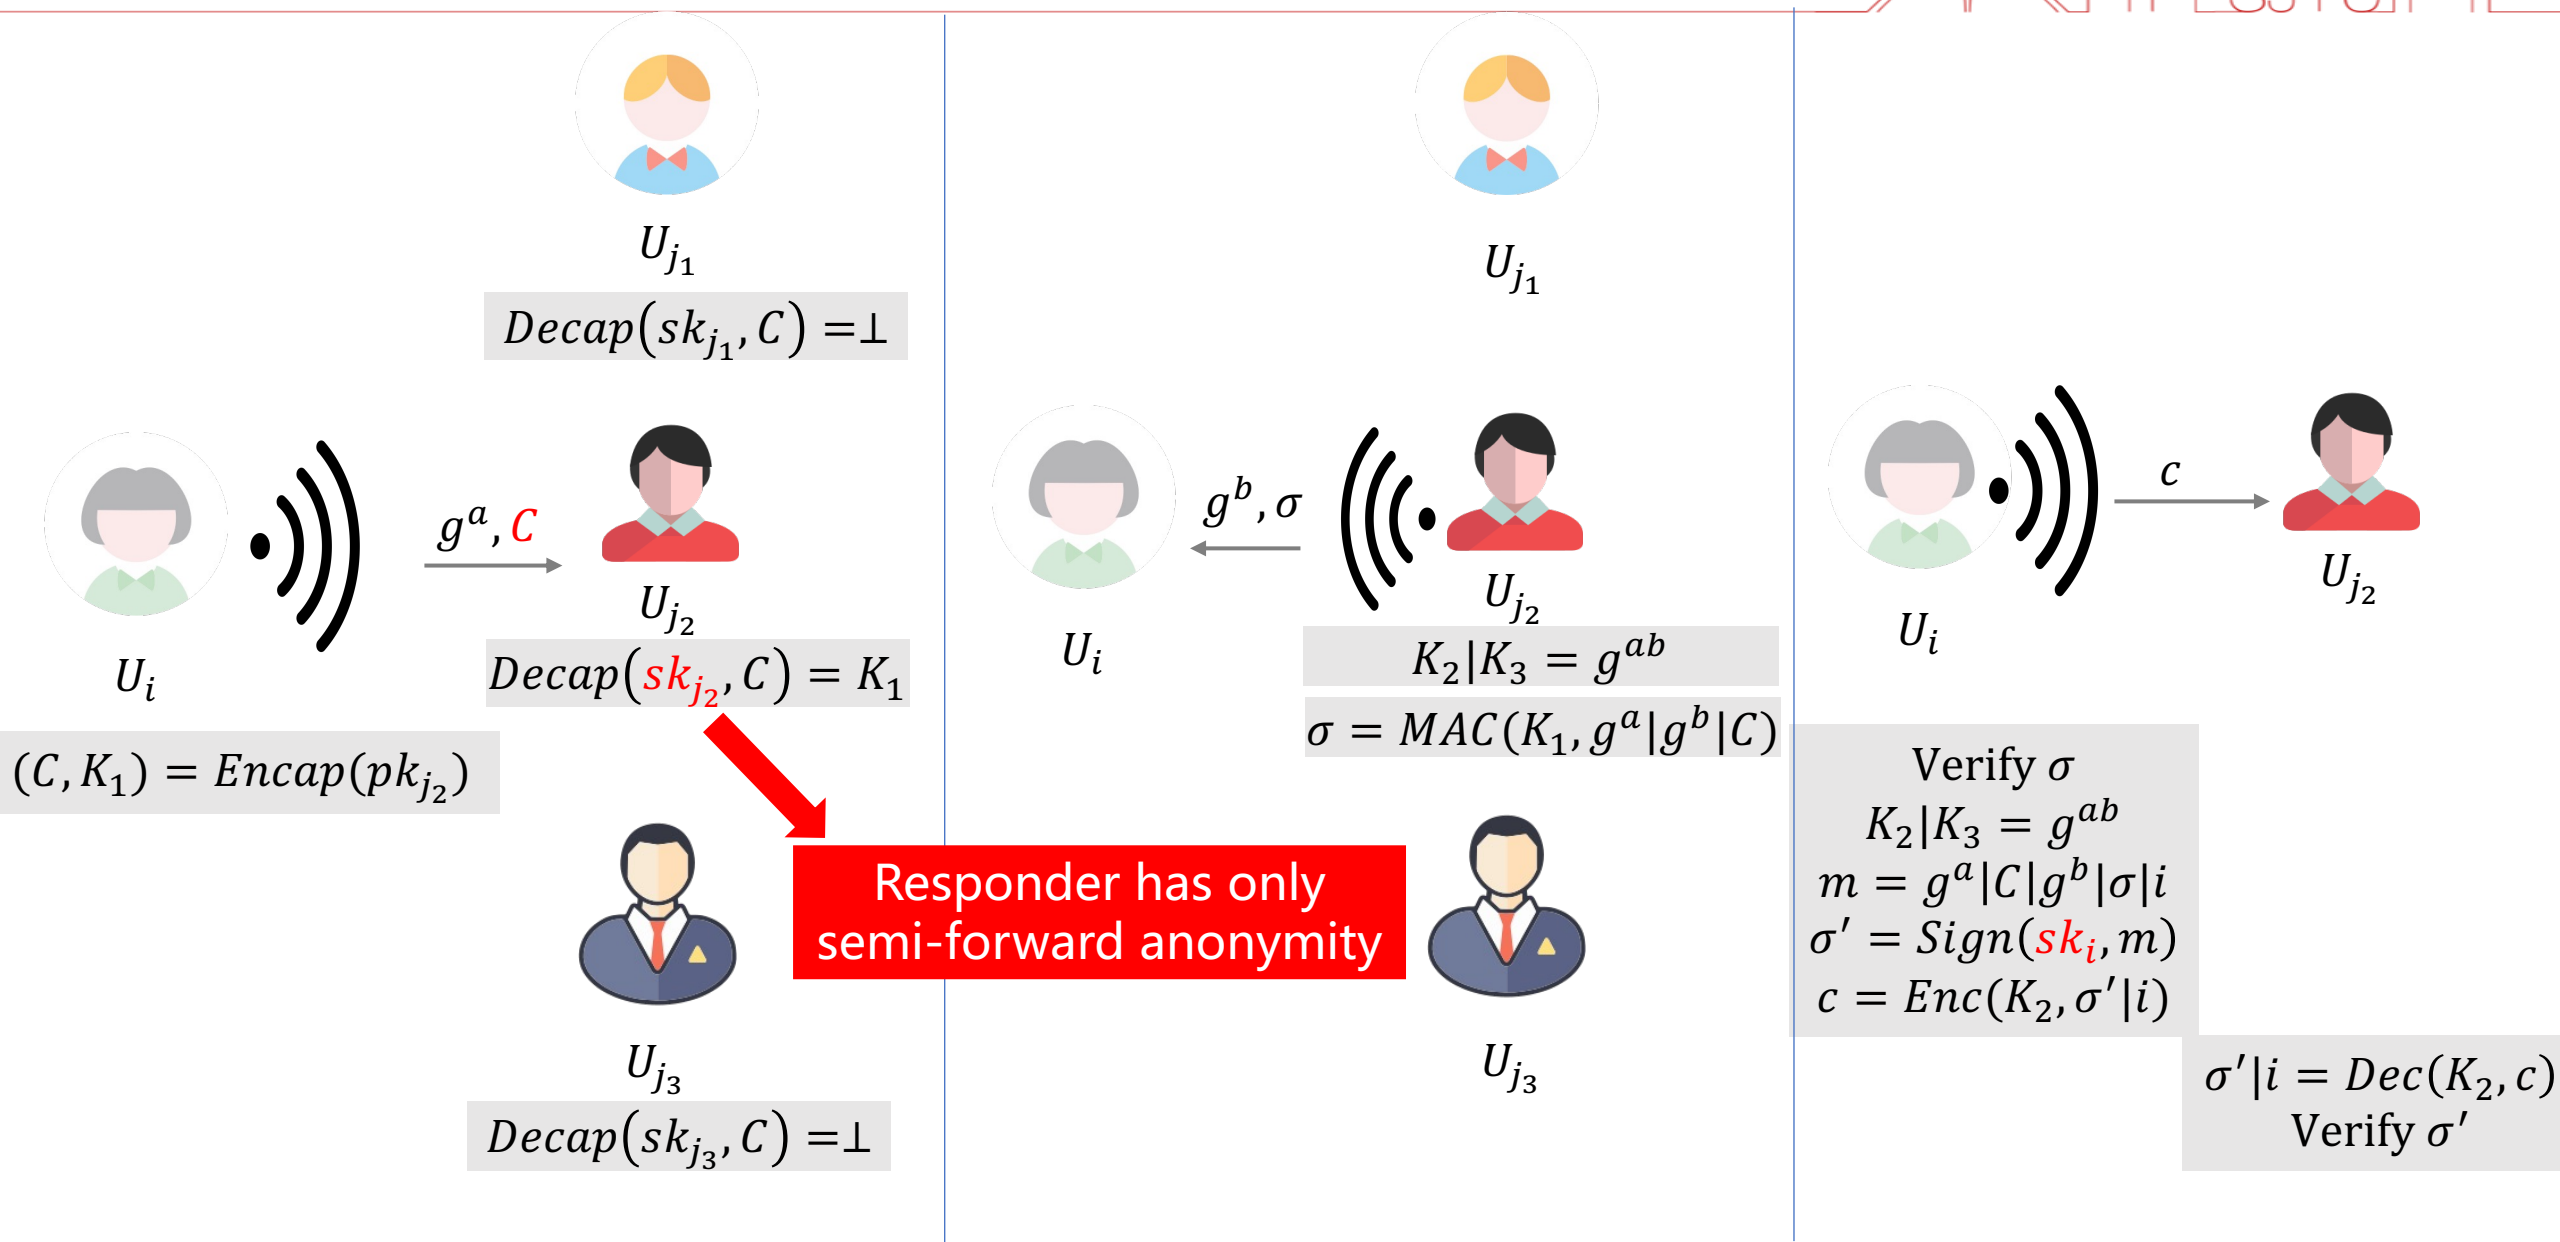 U_{j_1}
Decap(sk_{j_1}, C) =⊥
g^a, C
U_{j_2}
Decap(sk_{j_2}, C) = K_1
U_i
(C, K_1) = Encap(pk_{j_2})
U_{j_3}
Decap(sk_{j_3}, C) =⊥
Responder has only
semi-forward anonymity
U_{j_1}
g^b, σ
U_i
U_{j_2}
K_2|K_3 = g^{ab}
σ = MAC(K_1, g^a|g^b|C)
U_{j_3}
c
U_i
U_{j_2}
Verify σ
K_2|K_3 = g^{ab}
m = g^a|C|g^b|σ|i
σ′ = Sign(sk_i, m)
c = Enc(K_2, σ′|i)
σ′|i = Dec(K_2, c)
Verify σ′